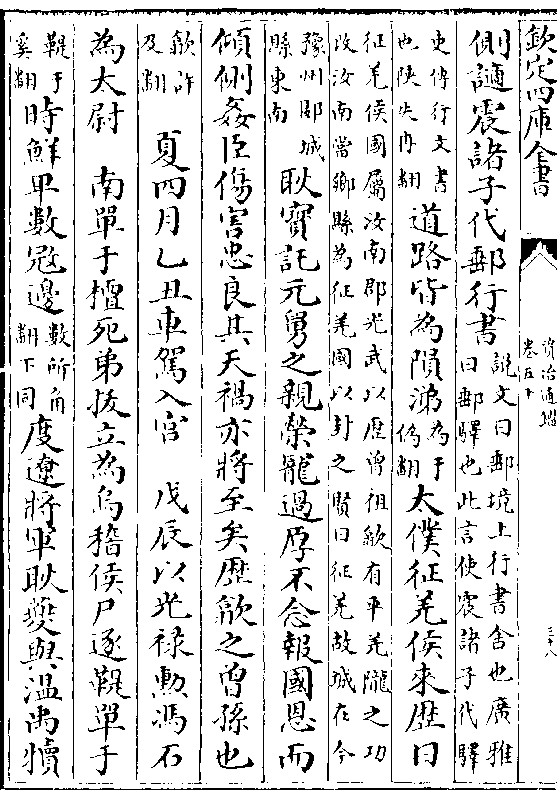 欽定四庫全書
資治通鑑
卷五十
三十八
側讁震諸子代郵行書說文曰郵境上行書舍也廣雅
曰郵驛也此言使震諸子代驛
吏傳行文書
也陜失冉翻道路皆為隕涕為于
偽翻太僕征羌侯來歷曰
征羌侯國屬汝南郡光武以歷曾祖歙有平羌隴之功
改汝南當鄉縣為征羌國以封之賢曰征羌故城在今
豫州郾城
縣東南耿寶託元舅之親榮寵過厚不念報國恩而
傾側姦臣傷害忠良其天禍亦將至矣歷歙之曾孫也
歙許
及翻夏四月乙丑車駕入宮 戊辰以光祿勲馮石
為太尉 南單于檀死弟拔立為烏稽侯尸逐鞮單于
鞮丁
奚翻時鮮卑數冦邊數所角
翻下同度遼將軍耿夔與温禺犢